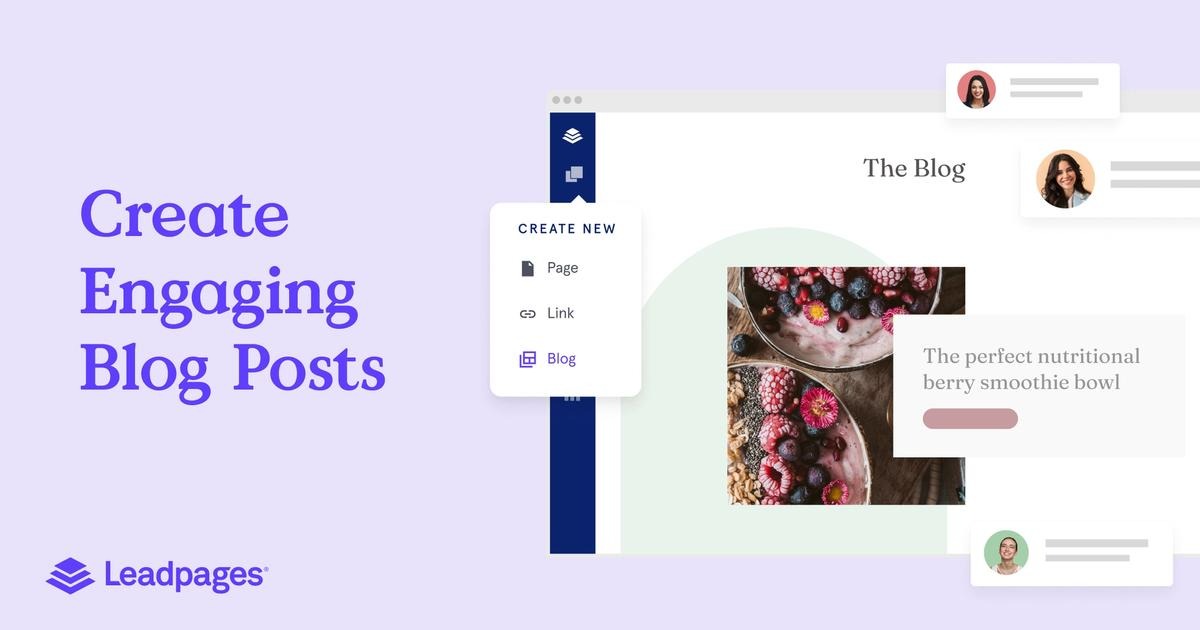 Create
Engaging
Blog Posts
Leadpages®
CREATE NEW
Page
Link
Blog
The Blog
The perfect nutritional
berry smoothie bowl